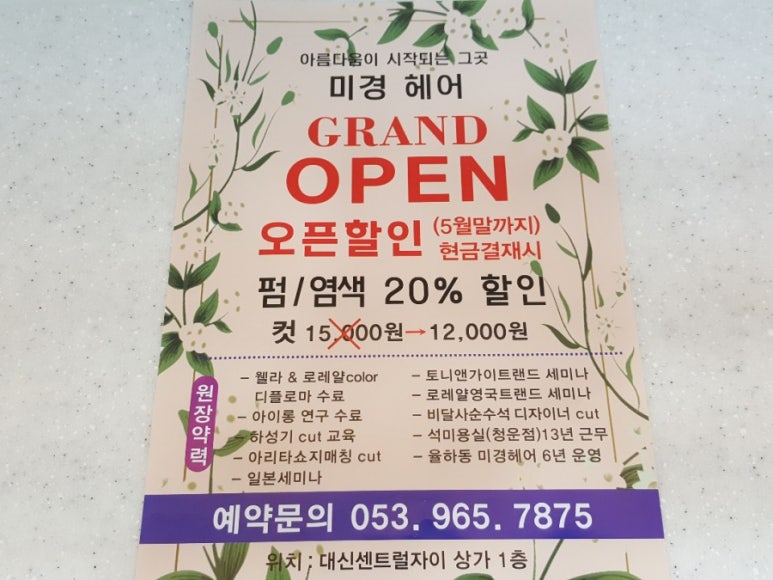 아름다움이 시작되는 그곳
미경 헤어
GRAND
OPEN
오픈할인 (5월말까지)
현금결재시
펌/염색 20% 할인
컷 15,000원→12,000원
원장약력
- 웰라 & 로레알color
디플로마 수료
- 아이롱 연구 수료
- 하성기 cut 교육
- 아리타쇼지매칭 cut
- 일본세미나
- 토니앤가이트랜드 세미나
- 로레알영국트랜드 세미나
- 비달사순수석 디자이너 cut
- 석미용실(청운점)13년 근무
- 율하동 미경헤어 6년 운영
예약문의 053. 965. 7875
위치 : 대신센트럴자이 상가 1층